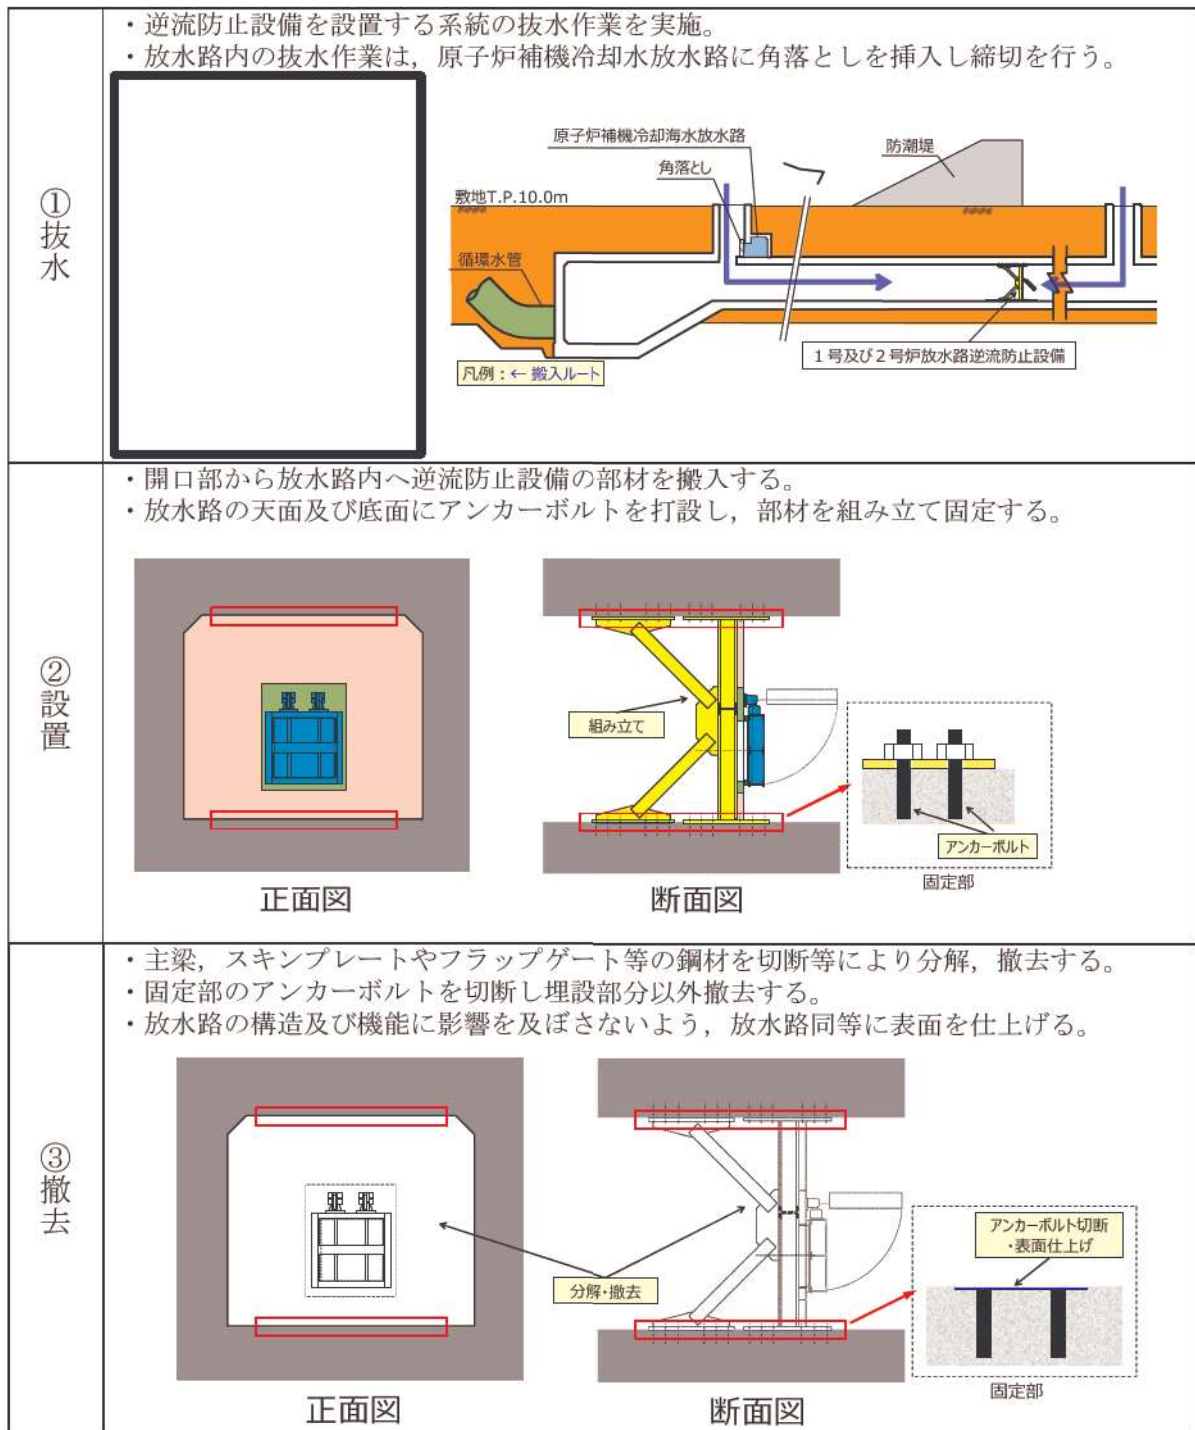 ①抜水
・逆流防止設備を設置する系統の抜水作業を実施。
・放水路内の抜水作業は，原子炉補機冷却水放水路に角落としを挿入し締切を行う。
原子炉補機冷却海水放水路
角落とし
防潮堤
敷地T.P.10.0m
循環水管
1号及び2号炉放水路逆流防止設備
凡例：← 搬入ルート
②設置
・開口部から放水路内へ逆流防止設備の部材を搬入する。
・放水路の天面及び底面にアンカーボルトを打設し，部材を組み立て固定する。
組み立て
アンカーボルト
固定部
正面図
断面図
③撤去
・主梁，スキンプレートやフラップゲート等の鋼材を切断等により分解，撤去する。
・固定部のアンカーボルトを切断し埋設部分以外撤去する。
・放水路の構造及び機能に影響を及ぼさないよう，放水路同等に表面を仕上げる。
アンカーボルト切断
・表面仕上げ
分解・撤去
固定部
正面図
断面図